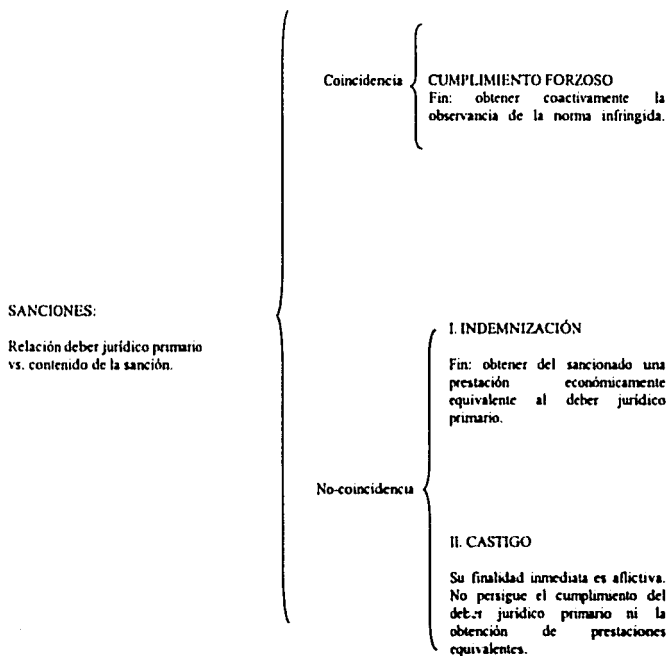 SANCIONES:
Relación deber jurídico primario
vs. contenido de la sanción.
Coincidencia
CUMPLIMIENTO FORZOSO
Fin: obtener coactivamente la
observancia de la norma infringida.
No-coincidencia
I. INDEMNIZACIÓN
Fin: obtener del sancionado una
prestación económicamente
equivalente al deber jurídico
primario.
II. CASTIGO
Su finalidad inmediata es aflictiva.
No persigue el cumplimiento del
deber jurídico primario ni la
obtención de prestaciones
equivalentes.